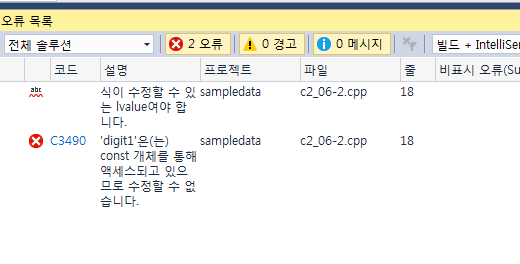 오류 목록
전체 솔루션 2 오류 0 경고 0 메시지 빌드 + IntelliSen
코드 설명 프로젝트 파일 줄 비표시 오류(Su
abc 식이 수정할 수 있 sampledata c2_06-2.cpp 18
는 lvalue여야 합
니다.
C3490 'digit1'은(는) sampledata c2_06-2.cpp 18
const 개체를 통해
액세스되고 있으
므로 수정할 수 없
습니다.